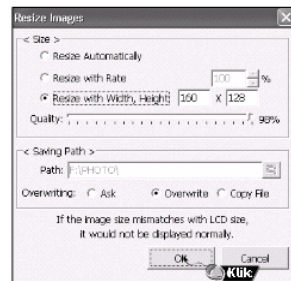 Resize Images
< Size >
Resize Automatically
Resize with Rate 100 %
Resize with Width, Height: 160 X 128
Quality: 98%
< Saving Path >
Path: F:\PHOTO\
Overwriting: Ask Overwrite Copy File
If the image size mismatches with LCD size,
it would not be displayed normally.
OK Cancel
Klik